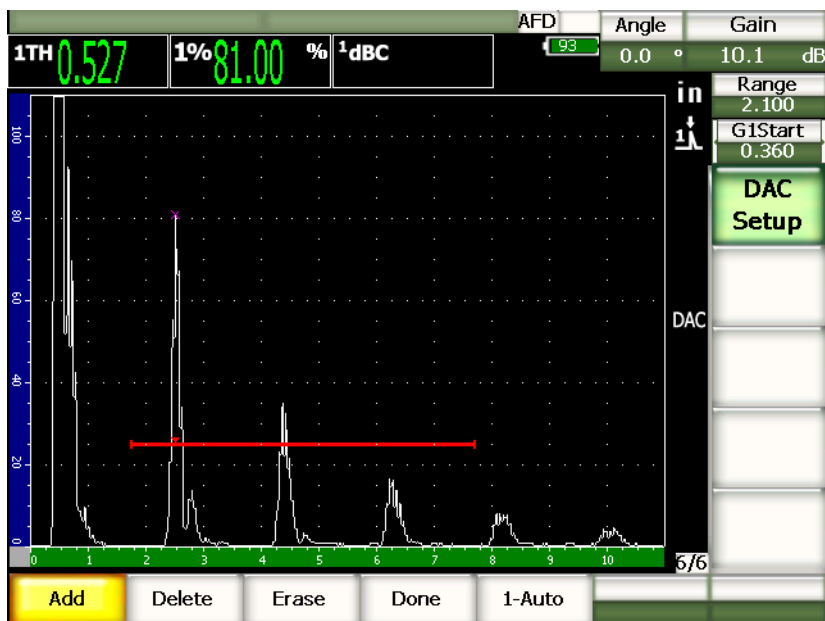 AFD
Angle
Gain
1TH 0.527
1% 81.00 %
1dBC
93
0.0 °
10.1 dB
in
Range
2.100
1
G1Start
0.360
DAC
Setup
DAC
100
80
60
40
20
0
0 1 2 3 4 5 6 7 8 9 10
6/6
Add
Delete
Erase
Done
1-Auto